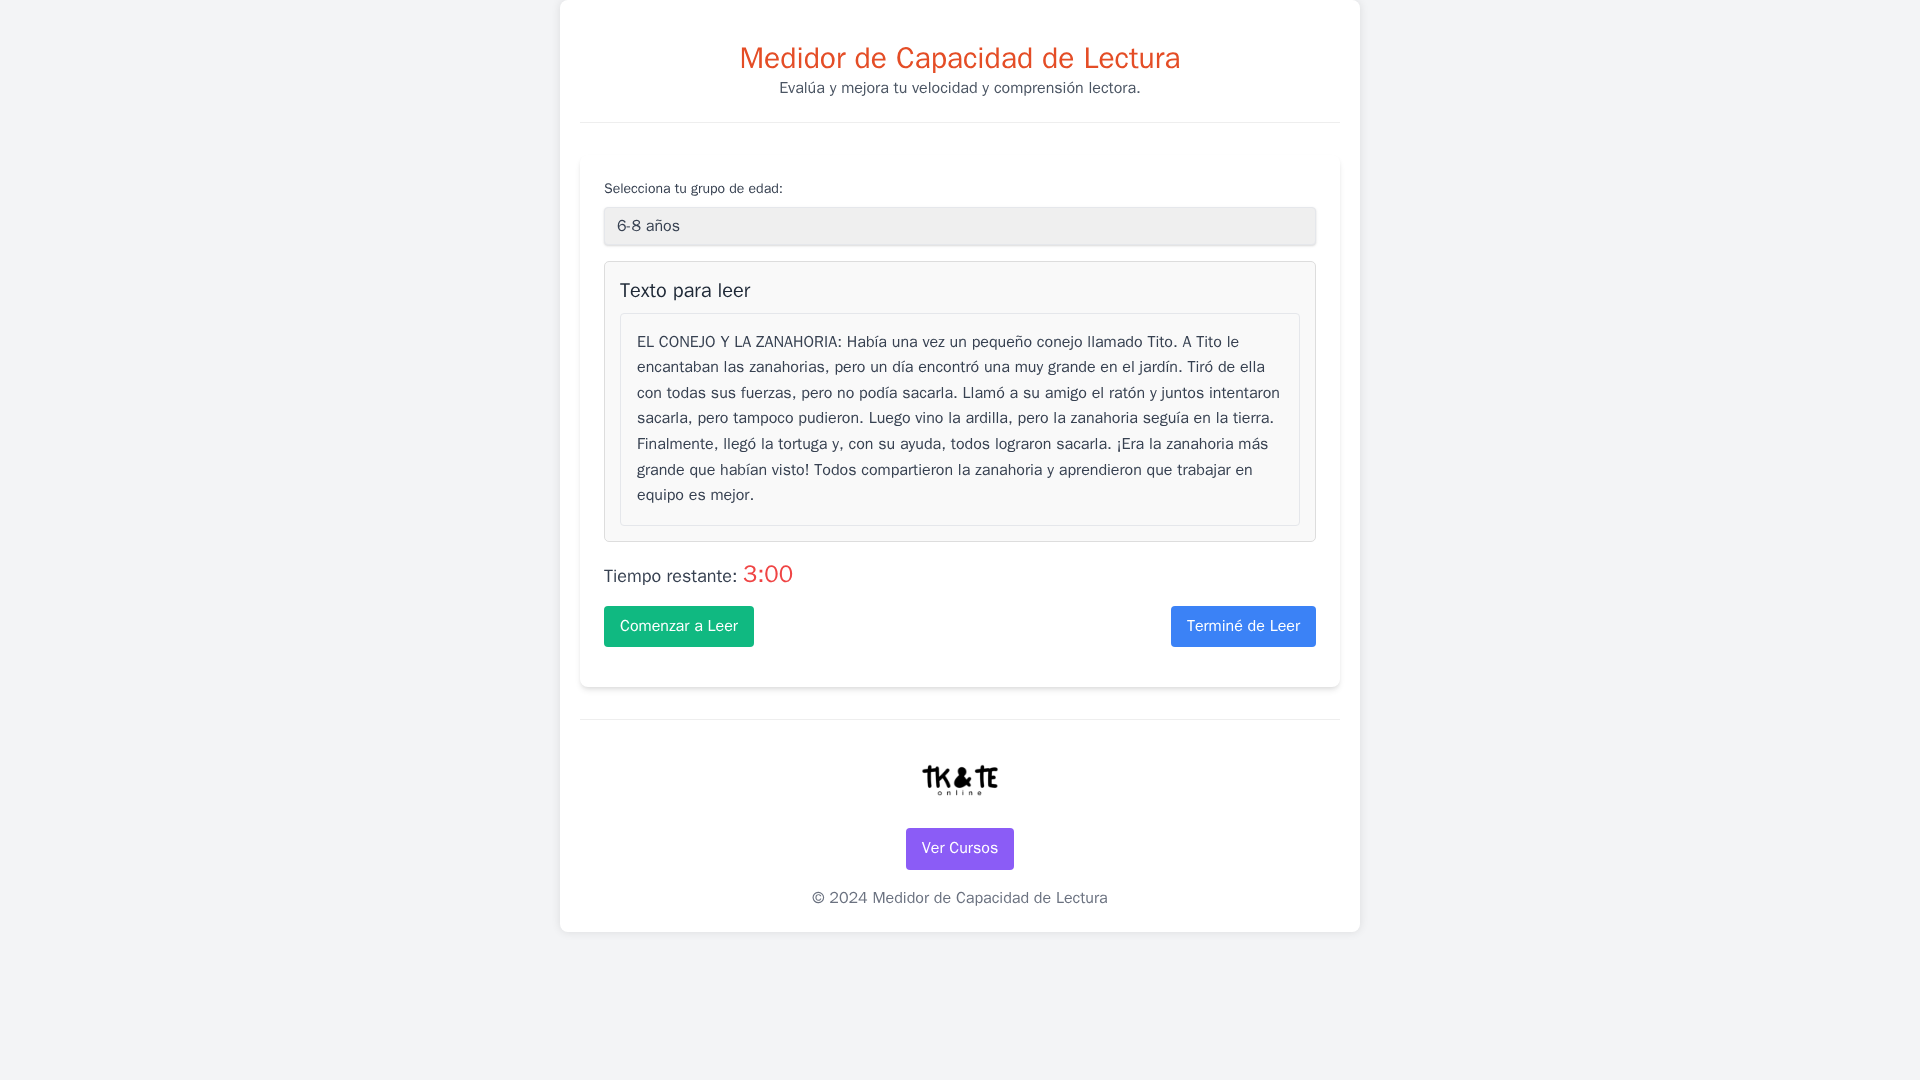 Medidor de Capacidad de Lectura
Evalúa y mejora tu velocidad y comprensión lectora.
Selecciona tu grupo de edad:
6-8 años
Texto para leer
EL CONEJO Y LA ZANAHORIA: Había una vez un pequeño conejo llamado Tito. A Tito le
encantaban las zanahorias, pero un día encontró una muy grande en el jardín. Tiró de ella
con todas sus fuerzas, pero no podía sacarla. Llamó a su amigo el ratón y juntos intentaron
sacarla, pero tampoco pudieron. Luego vino la ardilla, pero la zanahoria seguía en la tierra.
Finalmente, llegó la tortuga y, con su ayuda, todos lograron sacarla. ¡Era la zanahoria más
grande que habían visto! Todos compartieron la zanahoria y aprendieron que trabajar en
equipo es mejor.
Tiempo restante: 3:00
Comenzar a Leer
Terminé de Leer
TK & TE
online
Ver Cursos
© 2024 Medidor de Capacidad de Lectura